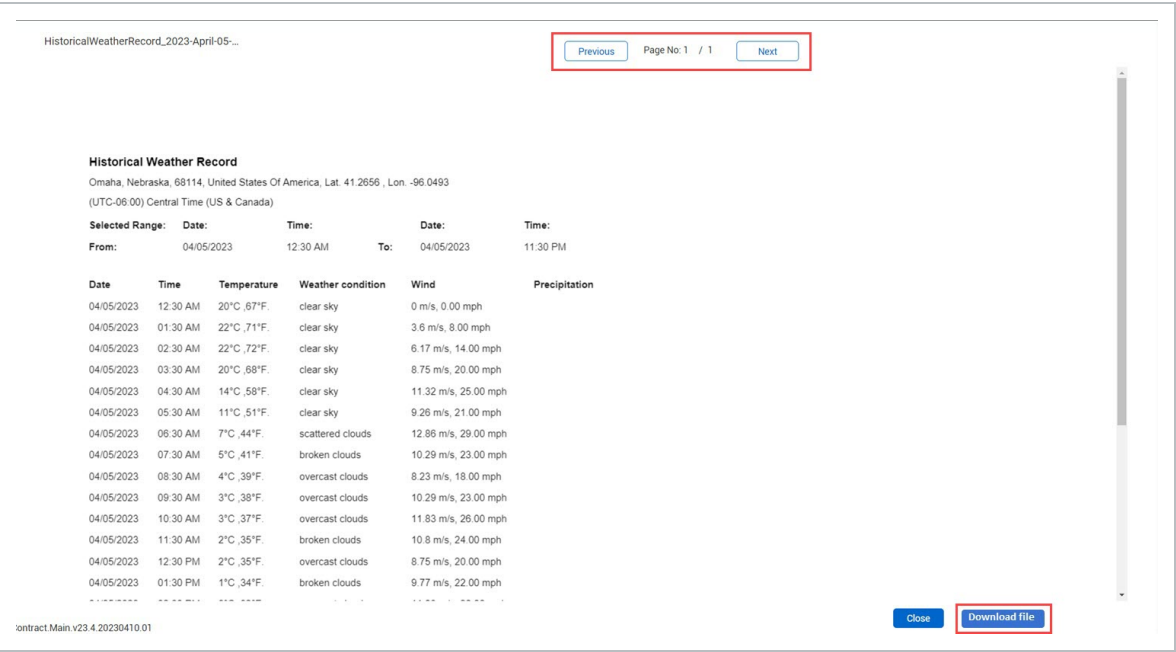 HistoricalWeatherRecord_2023-April-05-...
Previous Page No: 1 / 1 Next
Historical Weather Record
Omaha, Nebraska, 68114, United States Of America, Lat. 41.2656 , Lon. -96.0493
(UTC-06:00) Central Time (US & Canada)
Selected Range: Date: Time: Date: Time:
From: 04/05/2023 12:30 AM To: 04/05/2023 11:30 PM
Date Time Temperature Weather condition Wind Precipitation
04/05/2023 12:30 AM 20°C ,67°F. clear sky 0 m/s, 0.00 mph
04/05/2023 01:30 AM 22°C ,71°F. clear sky 3.6 m/s, 8.00 mph
04/05/2023 02:30 AM 22°C ,72°F. clear sky 6.17 m/s, 14.00 mph
04/05/2023 03:30 AM 20°C ,68°F. clear sky 8.75 m/s, 20.00 mph
04/05/2023 04:30 AM 14°C ,58°F. clear sky 11.32 m/s, 25.00 mph
04/05/2023 05:30 AM 11°C ,51°F. clear sky 9.26 m/s, 21.00 mph
04/05/2023 06:30 AM 7°C ,44°F. scattered clouds 12.86 m/s, 29.00 mph
04/05/2023 07:30 AM 5°C ,41°F. broken clouds 10.29 m/s, 23.00 mph
04/05/2023 08:30 AM 4°C ,39°F. overcast clouds 8.23 m/s, 18.00 mph
04/05/2023 09:30 AM 3°C ,38°F. overcast clouds 10.29 m/s, 23.00 mph
04/05/2023 10:30 AM 3°C ,37°F. overcast clouds 11.83 m/s, 26.00 mph
04/05/2023 11:30 AM 2°C ,35°F. broken clouds 10.8 m/s, 24.00 mph
04/05/2023 12:30 PM 2°C ,35°F. overcast clouds 8.75 m/s, 20.00 mph
04/05/2023 01:30 PM 1°C ,34°F. broken clouds 9.77 m/s, 22.00 mph
Close Download file
ontract.Main.v23.4.20230410.01